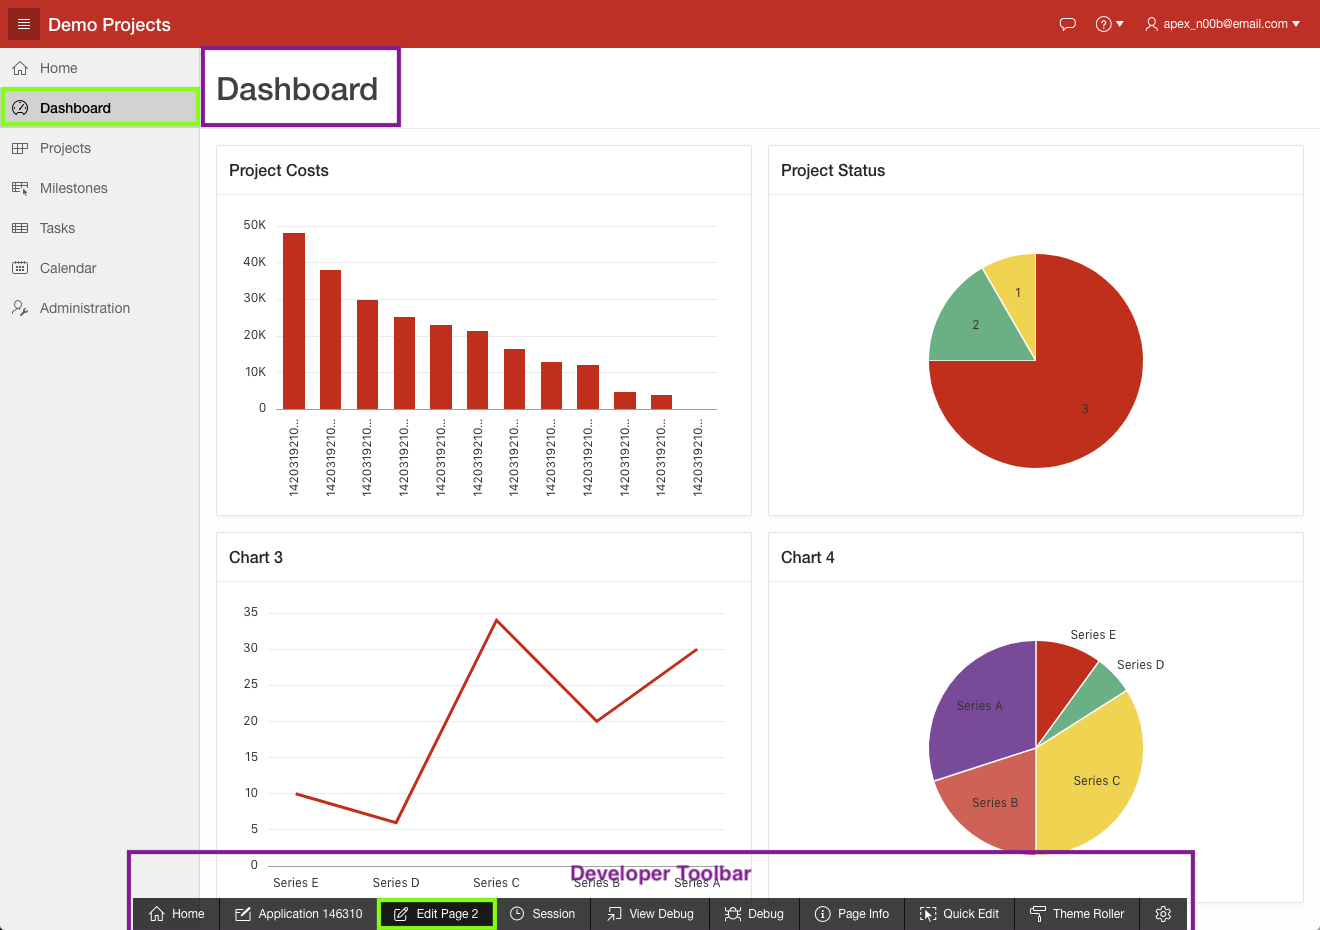 Demo Projects
apex_n00b@email.com
Home
Dashboard
Projects
Milestones
Tasks
Calendar
Administration
Dashboard
Project Costs
50K
40K
30K
20K
10K
0
1420319210...
1420319210...
1420319210...
1420319210...
1420319210...
1420319210...
1420319210...
1420319210...
1420319210...
1420319210...
1420319210...
1420319210...
Project Status
1
2
3
Chart 3
35
30
25
20
15
10
5
0
Series E
Series D
Series C
Series B
Series A
Chart 4
Series E
Series D
Series A
Series C
Series B
Developer Toolbar
Home
Application 146310
Edit Page 2
Session
View Debug
Debug
Page Info
Quick Edit
Theme Roller